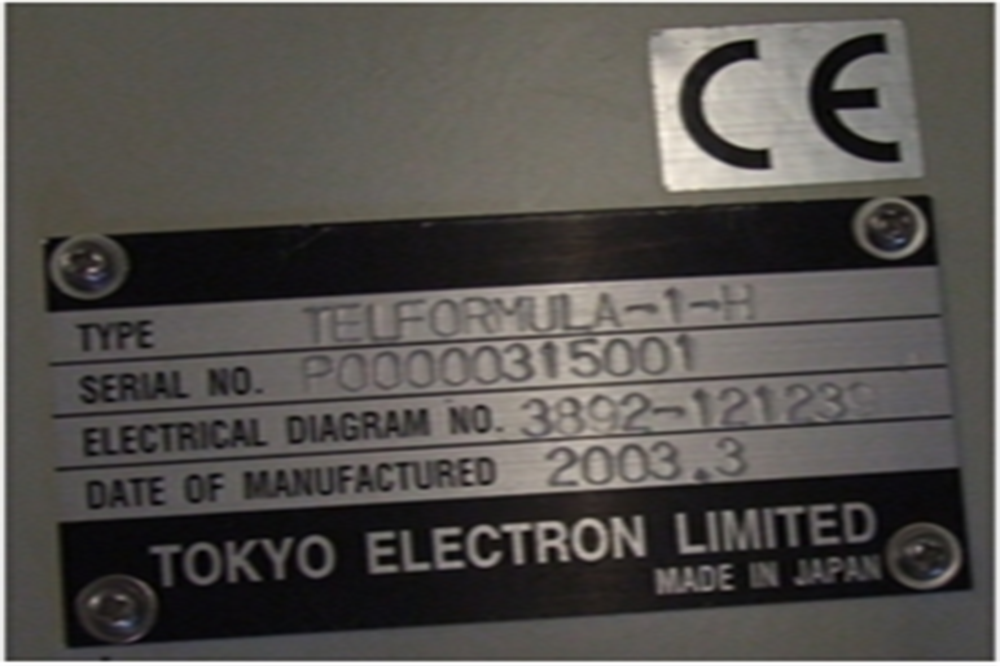 CE
TYPE TELFORMULA-1-H
SERIAL NO. P00000315001
ELECTRICAL DIAGRAM NO. 3892-121239
DATE OF MANUFACTURED 2003.3
TOKYO ELECTRON LIMITED
MADE IN JAPAN